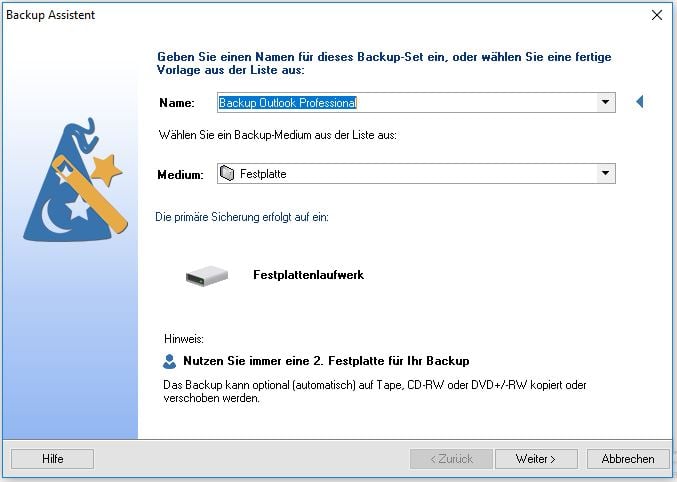 Backup Assistent
Geben Sie einen Namen für dieses Backup-Set ein, oder wählen Sie eine fertige
Vorlage aus der Liste aus:
Name: Backup Outlook Professional
Wählen Sie ein Backup-Medium aus der Liste aus:
Medium: Festplatte
Die primäre Sicherung erfolgt auf ein:
Festplattenlaufwerk
Hinweis:
Nutzen Sie immer eine 2. Festplatte für Ihr Backup
Das Backup kann optional (automatisch) auf Tape, CD-RW oder DVD+/-RW kopiert oder
verschoben werden.
Hilfe < Zurück Weiter > Abbrechen